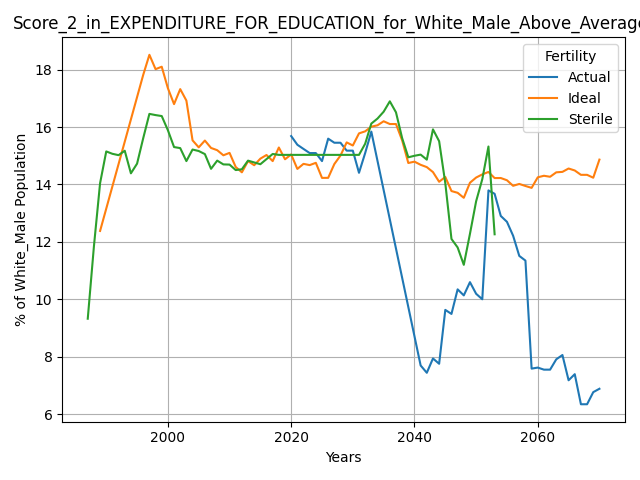 Score_2_in_EXPENDITURE_FOR_EDUCATION_for_White_Male_Above_Average
Fertility
Actual
Ideal
Sterile
% of White_Male Population
18
16
14
12
10
8
6
2000 2020 2040 2060
Years